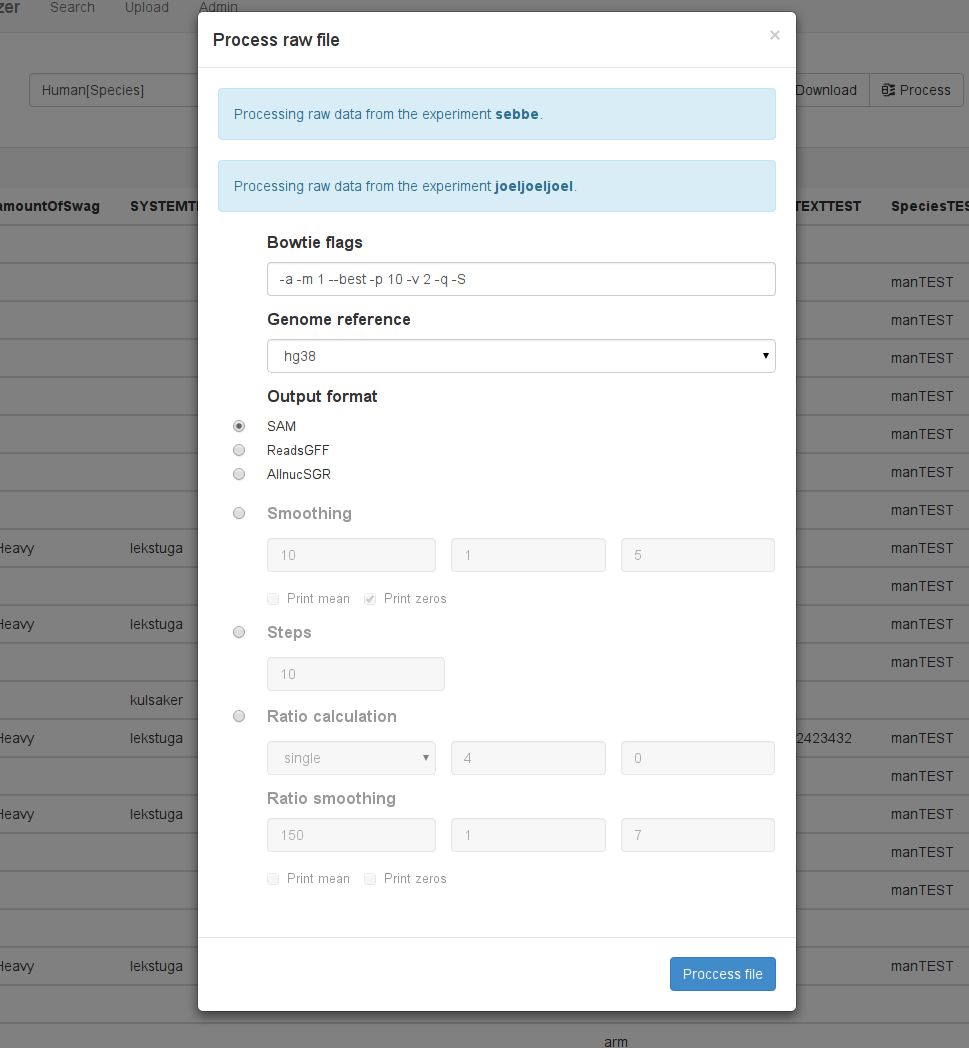 zer Search Upload Admin
Process raw file ×
Human[Species] Download Process
Processing raw data from the experiment sebbe.
Processing raw data from the experiment joeljoeljoel.
amountOfSwag SYSTEMT TEXTTEST SpeciesTES
Bowtie flags
-a -m 1 --best -p 10 -v 2 -q -S
manTEST
Genome reference
manTEST
hg38
manTEST
Output format
manTEST
SAM
manTEST
ReadsGFF
AllnucSGR
manTEST
Smoothing
manTEST
Heavy lekstuga 10 1 5 manTEST
manTEST
Print mean Print zeros
Heavy lekstuga manTEST
Steps
manTEST
10
kulsaker
Ratio calculation
Heavy lekstuga 2423432 manTEST
single 4 0
manTEST
Ratio smoothing
Heavy lekstuga manTEST
150 1 7
manTEST
Print mean Print zeros
manTEST
Heavy lekstuga Proccess file manTEST
arm